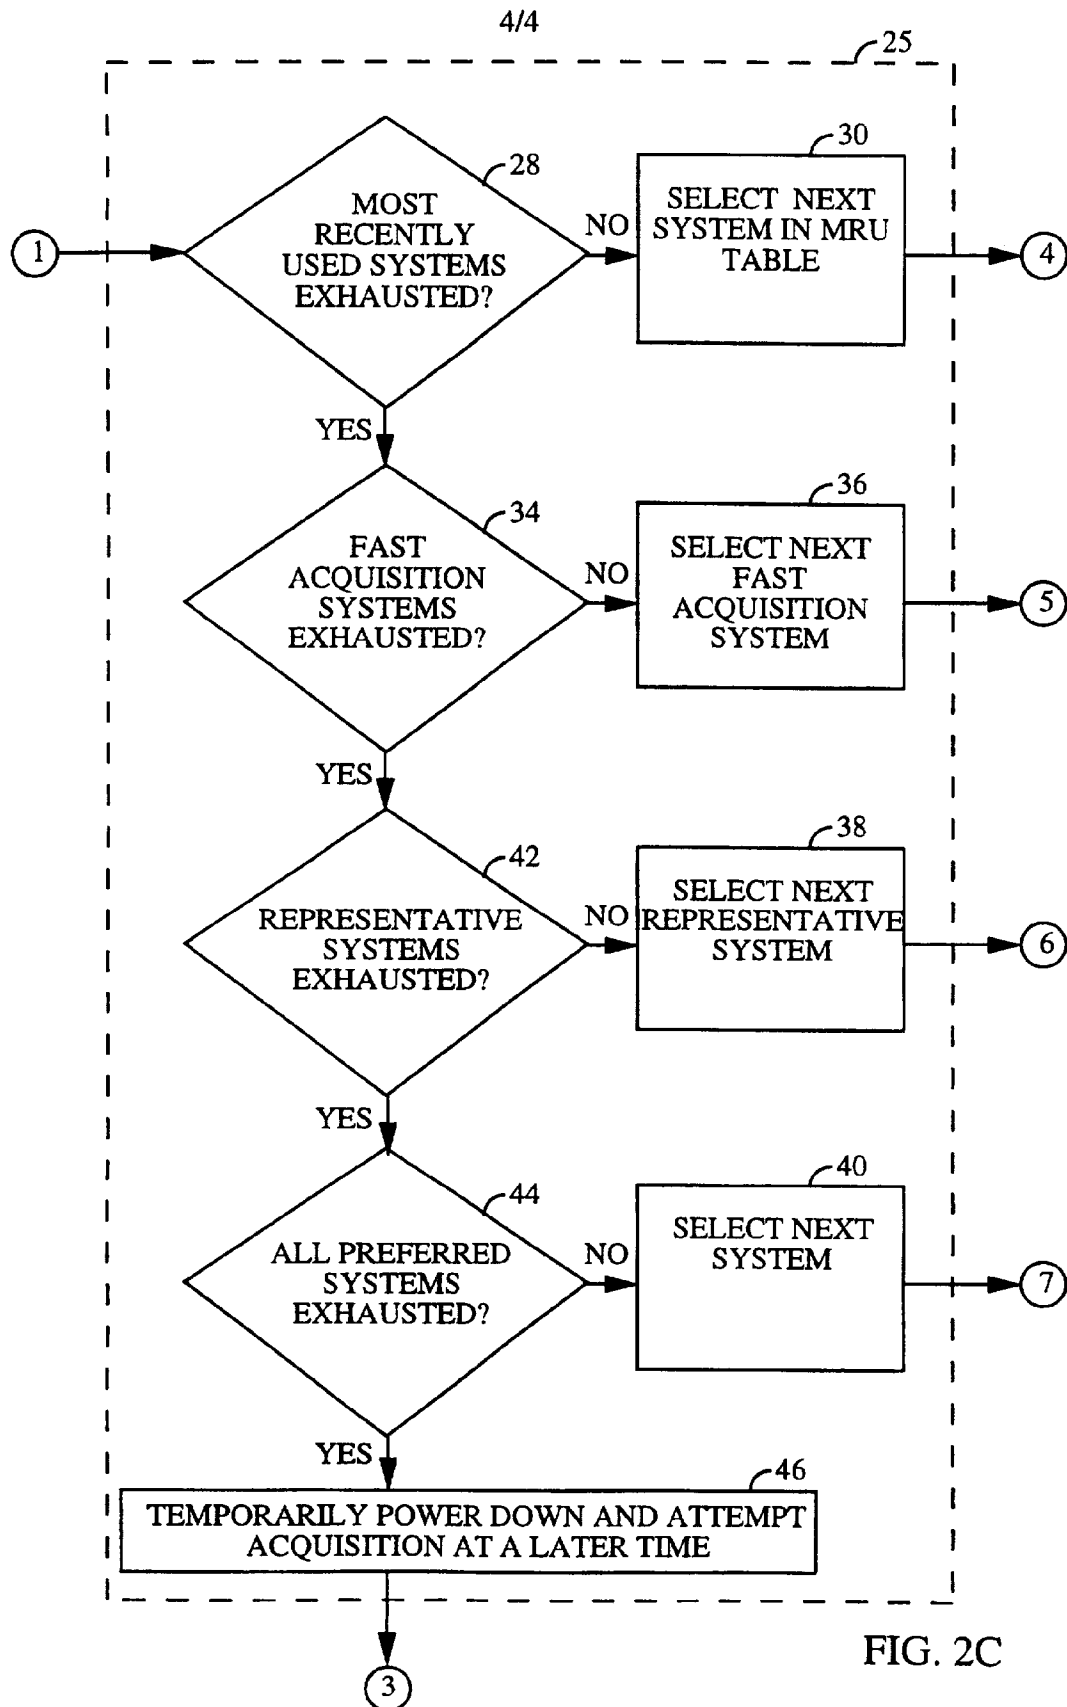 4/4
25
28
MOST
RECENTLY
USED SYSTEMS
EXHAUSTED?
NO
30
SELECT NEXT
SYSTEM IN MRU
TABLE
1
4
YES
34
FAST
ACQUISITION
SYSTEMS
EXHAUSTED?
NO
36
SELECT NEXT
FAST
ACQUISITION
SYSTEM
5
YES
42
REPRESENTATIVE
SYSTEMS
EXHAUSTED?
NO
38
SELECT NEXT
REPRESENTATIVE
SYSTEM
6
YES
44
ALL PREFERRED
SYSTEMS
EXHAUSTED?
NO
40
SELECT NEXT
SYSTEM
7
YES
46
TEMPORARILY POWER DOWN AND ATTEMPT
ACQUISITION AT A LATER TIME
3
FIG. 2C